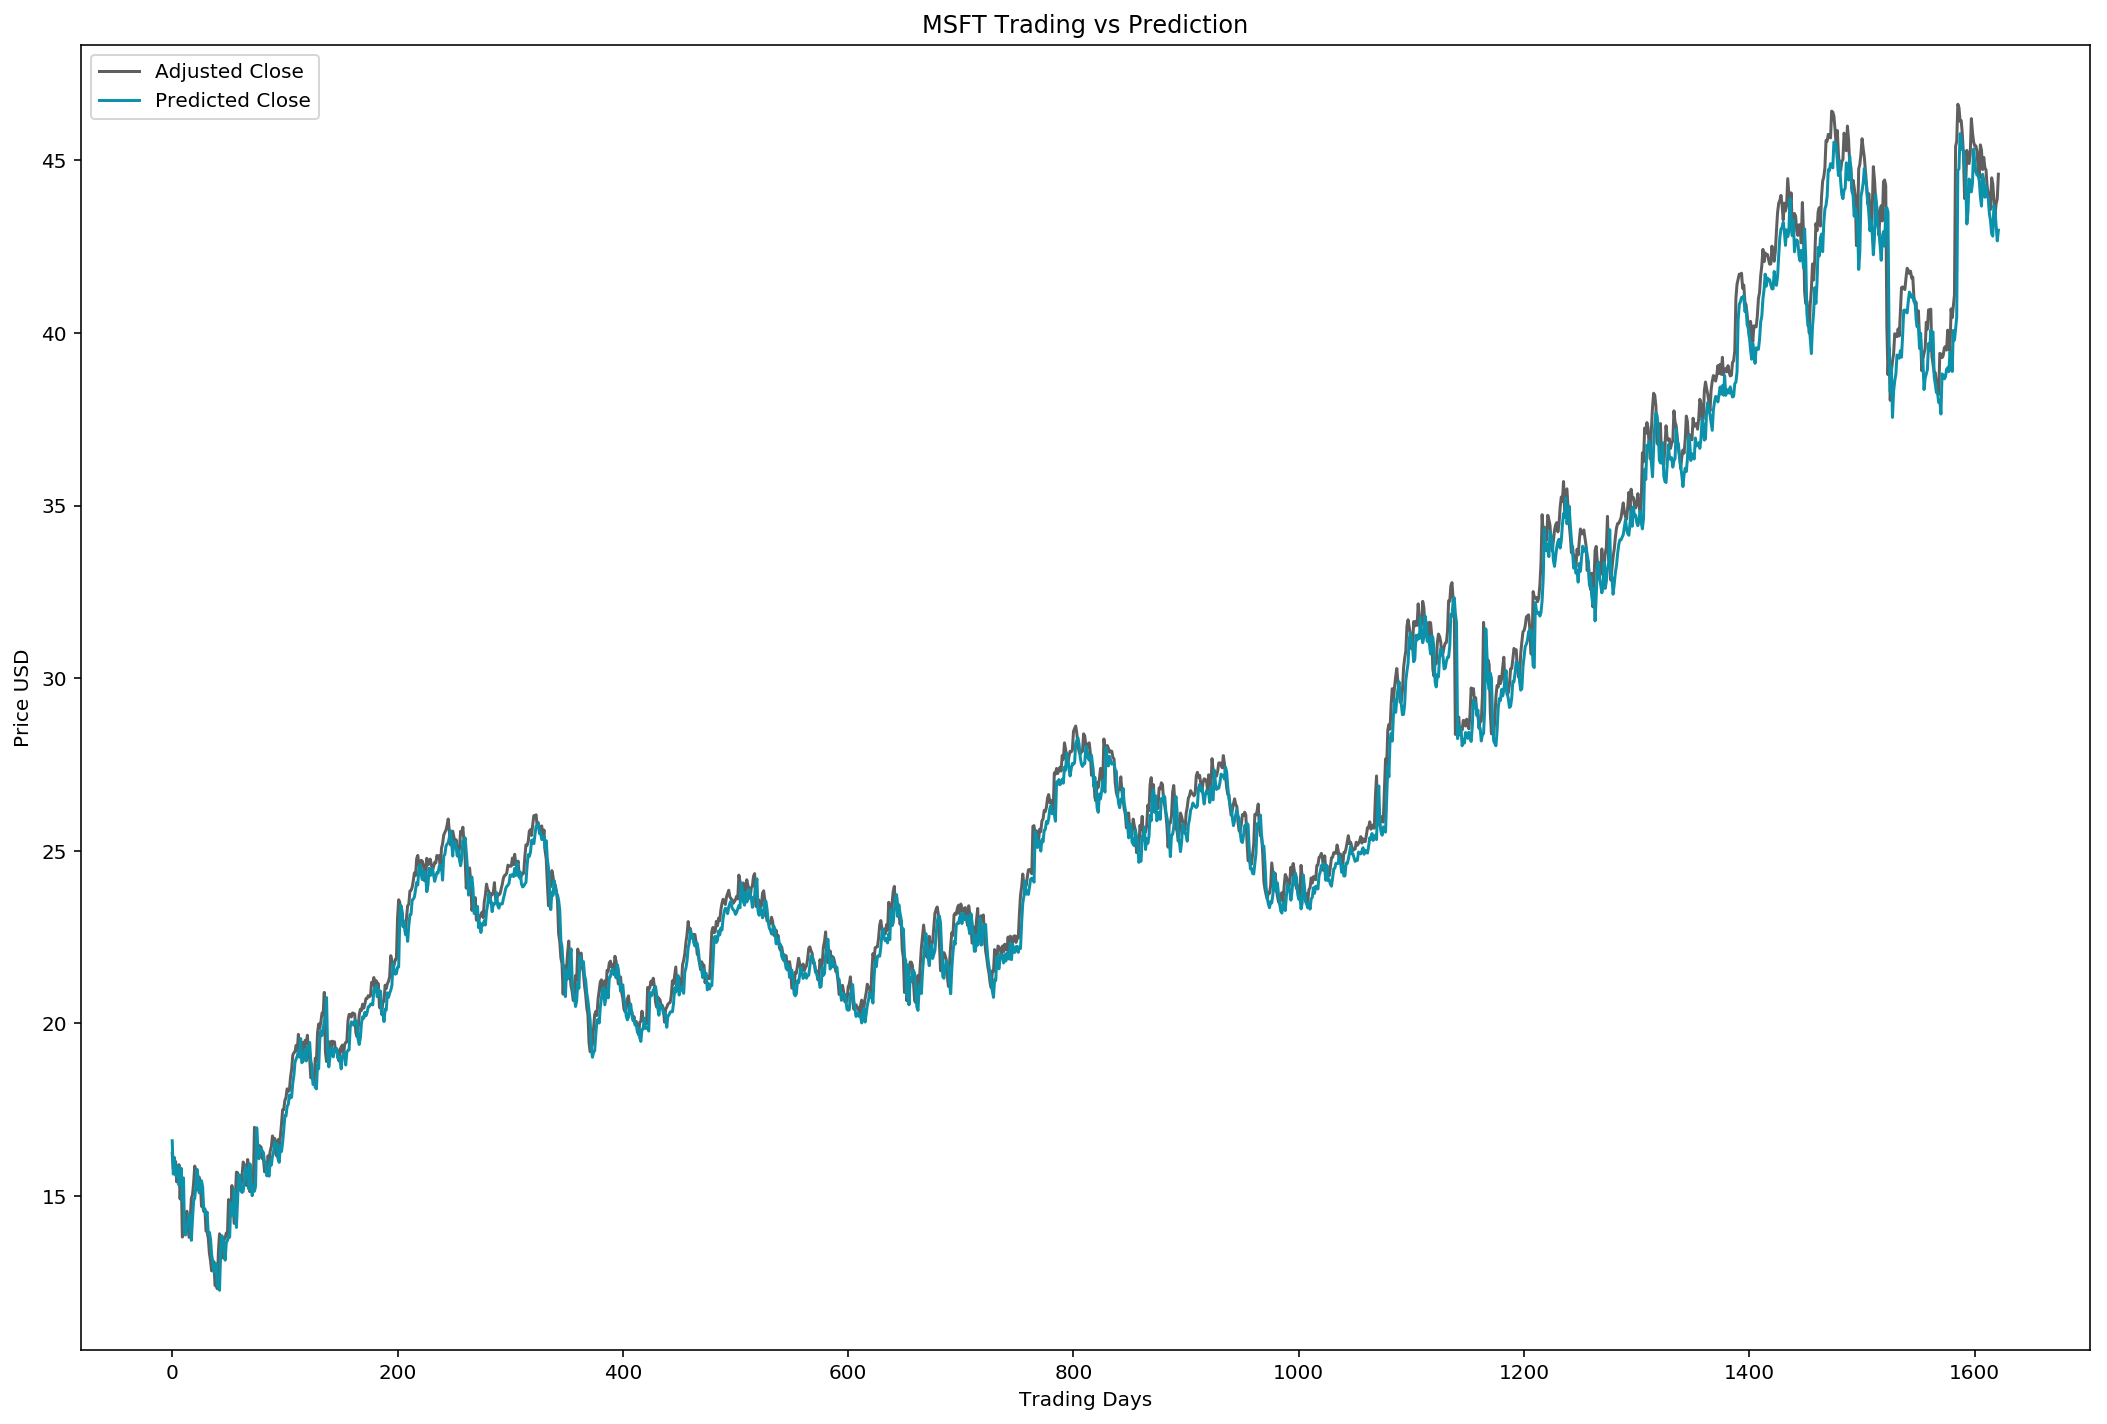 MSFT Trading vs Prediction
Adjusted Close
Predicted Close
45
40
35
30
25
20
15
Price USD
0 200 400 600 800 1000 1200 1400 1600
Trading Days